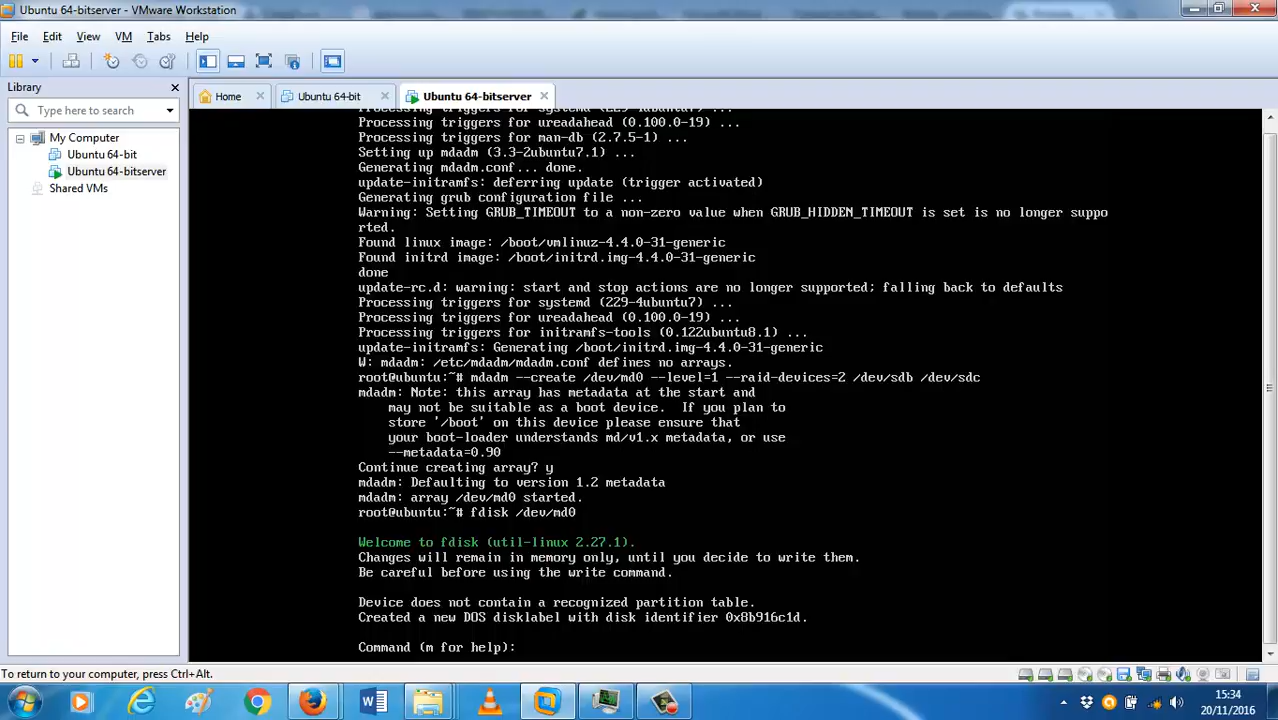 Ubuntu 64-bitserver - VMware Workstation
File Edit View VM Tabs Help
Library
Type here to search
My Computer
Ubuntu 64-bit
Ubuntu 64-bitserver
Shared VMs
Home
Ubuntu 64-bit
Ubuntu 64-bitserver
Processing triggers for systemd (229-4ubuntu7) ...
Processing triggers for ureadahead (0.100.0-19) ...
Processing triggers for man-db (2.7.5-1) ...
Setting up mdadm (3.3-2ubuntu7.1) ...
Generating mdadm.conf... done.
update-initramfs: deferring update (trigger activated)
Generating grub configuration file ...
Warning: Setting GRUB_TIMEOUT to a non-zero value when GRUB_HIDDEN_TIMEOUT is set is no longer suppo
rted.
Found linux image: /boot/vmlinuz-4.4.0-31-generic
Found initrd image: /boot/initrd.img-4.4.0-31-generic
done
update-rc.d: warning: start and stop actions are no longer supported; falling back to defaults
Processing triggers for systemd (229-4ubuntu7) ...
Processing triggers for ureadahead (0.100.0-19) ...
Processing triggers for initramfs-tools (0.122ubuntu8.1) ...
update-initramfs: Generating /boot/initrd.img-4.4.0-31-generic
W: mdadm: /etc/mdadm/mdadm.conf defines no arrays.
root@ubuntu:~# mdadm --create /dev/md0 --level=1 --raid-devices=2 /dev/sdb /dev/sdc
mdadm: Note: this array has metadata at the start and
may not be suitable as a boot device.  If you plan to
store '/boot' on this device please ensure that
your boot-loader understands md/v1.x metadata, or use
--metadata=0.90
Continue creating array? y
mdadm: Defaulting to version 1.2 metadata
mdadm: array /dev/md0 started.
root@ubuntu:~# fdisk /dev/md0
Welcome to fdisk (util-linux 2.27.1).
Changes will remain in memory only, until you decide to write them.
Be careful before using the write command.
Device does not contain a recognized partition table.
Created a new DOS disklabel with disk identifier 0x8b916c1d.
Command (m for help):
To return to your computer, press Ctrl+Alt.
15:34
20/11/2016